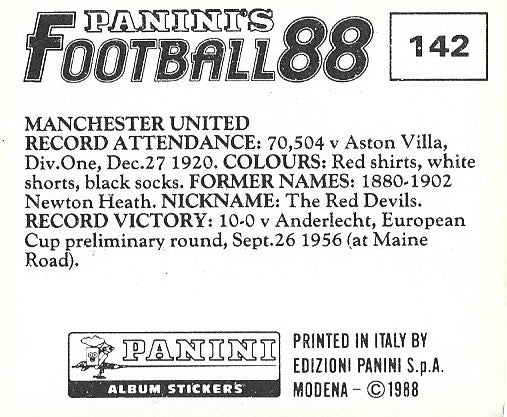 PANINI'S
FOOTBALL 88
142
MANCHESTER UNITED
RECORD ATTENDANCE: 70,504 v Aston Villa,
Div.One, Dec.27 1920. COLOURS: Red shirts, white
shorts, black socks. FORMER NAMES: 1880-1902
Newton Heath. NICKNAME: The Red Devils.
RECORD VICTORY: 10-0 v Anderlecht, European
Cup preliminary round, Sept.26 1956 (at Maine
Road).
PANINI
ALBUM STICKERS
PRINTED IN ITALY BY
EDIZIONI PANINI S.p.A.
MODENA - © 1988